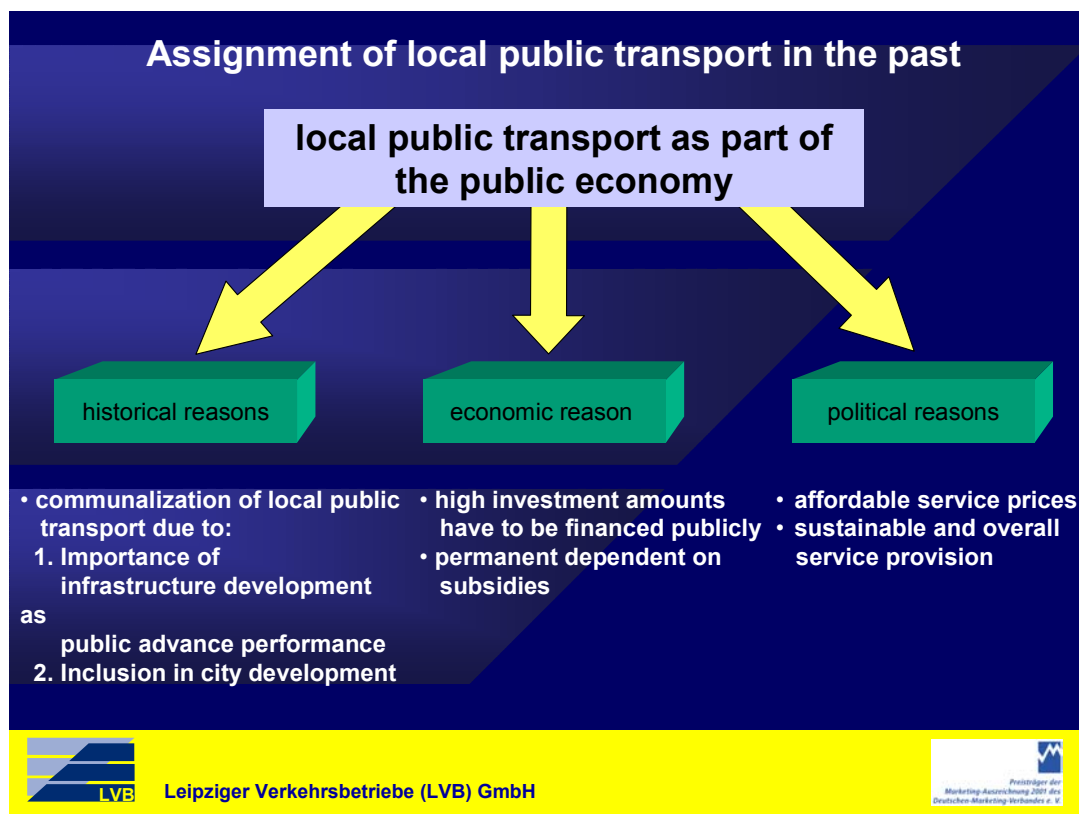 Assignment of local public transport in the past
local public transport as part of
the public economy
historical reasons
economic reason
political reasons
• communalization of local public
transport due to:
1. Importance of
infrastructure development
as
public advance performance
2. Inclusion in city development
• high investment amounts
have to be financed publicly
• permanent dependent on
subsidies
• affordable service prices
• sustainable and overall
service provision
LVB
Leipziger Verkehrsbetriebe (LVB) GmbH
Preisträger der
Marketing-Auszeichnung 2001 des
Deutschen-Marketing-Verbandes e. V.